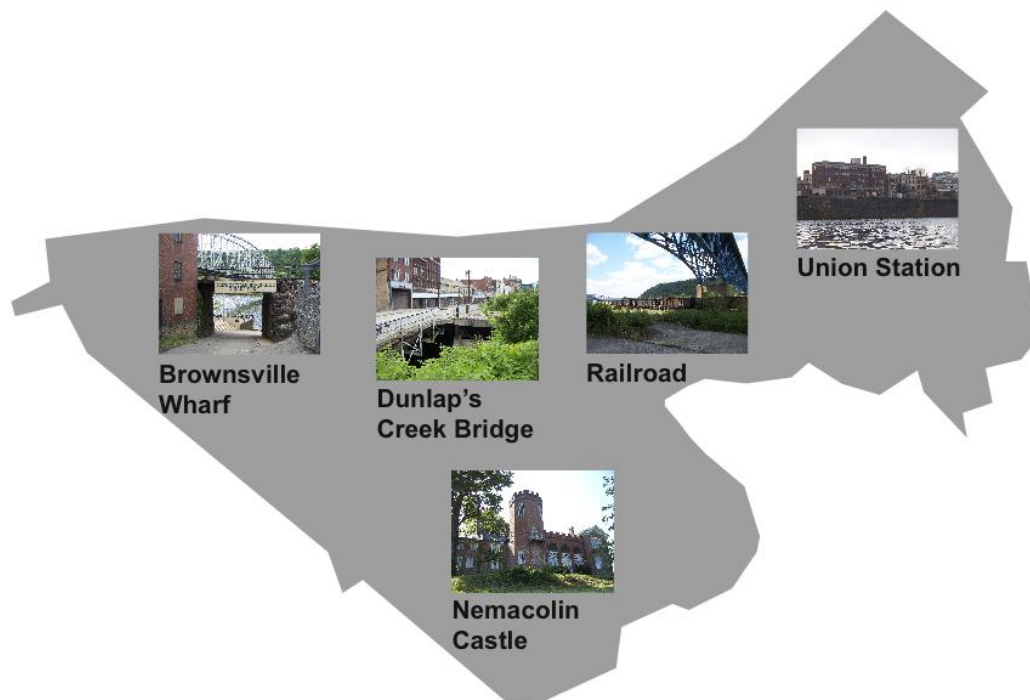 Union Station
Brownsville
Wharf
Dunlap's
Creek Bridge
Railroad
Nemacolin
Castle